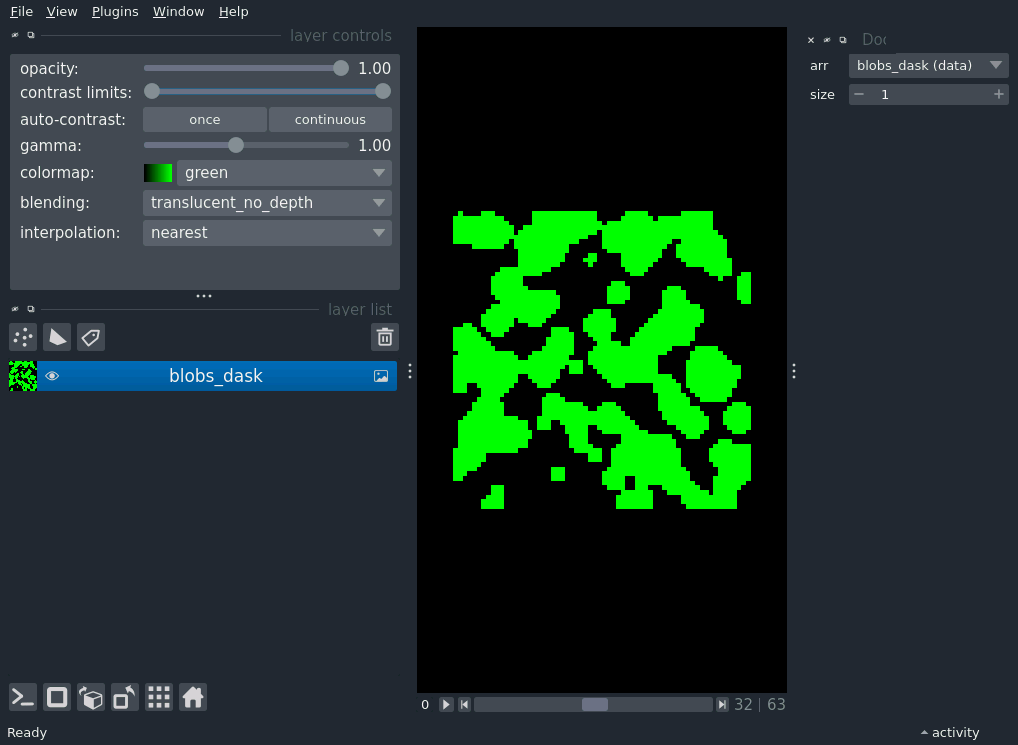 File View Plugins Window Help
layer controls
opacity: 1.00
contrast limits:
auto-contrast: once continuous
gamma: 1.00
colormap: green
blending: translucent_no_depth
interpolation: nearest
layer list
blobs_dask
0 32 | 63
Ready
arr blobs_dask (data)
size 1
activity